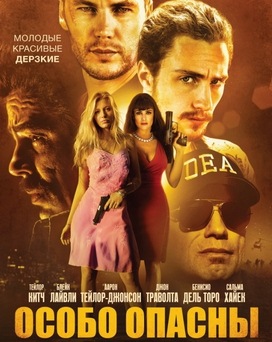 МОЛОДЫЕ
КРАСИВЫЕ
ДЕРЗКИЕ
DEA
ТЕЙЛОР БЛЕЙК ААРОН ДЖОН БЕНИСИО САЛЬМА
КИТЧ ЛАЙВЛИ ТЕЙЛОР-ДЖОНСОН ТРАВОЛТА ДЕЛЬ ТОРО ХАЙЕК
ОСОБО ОПАСНЫ